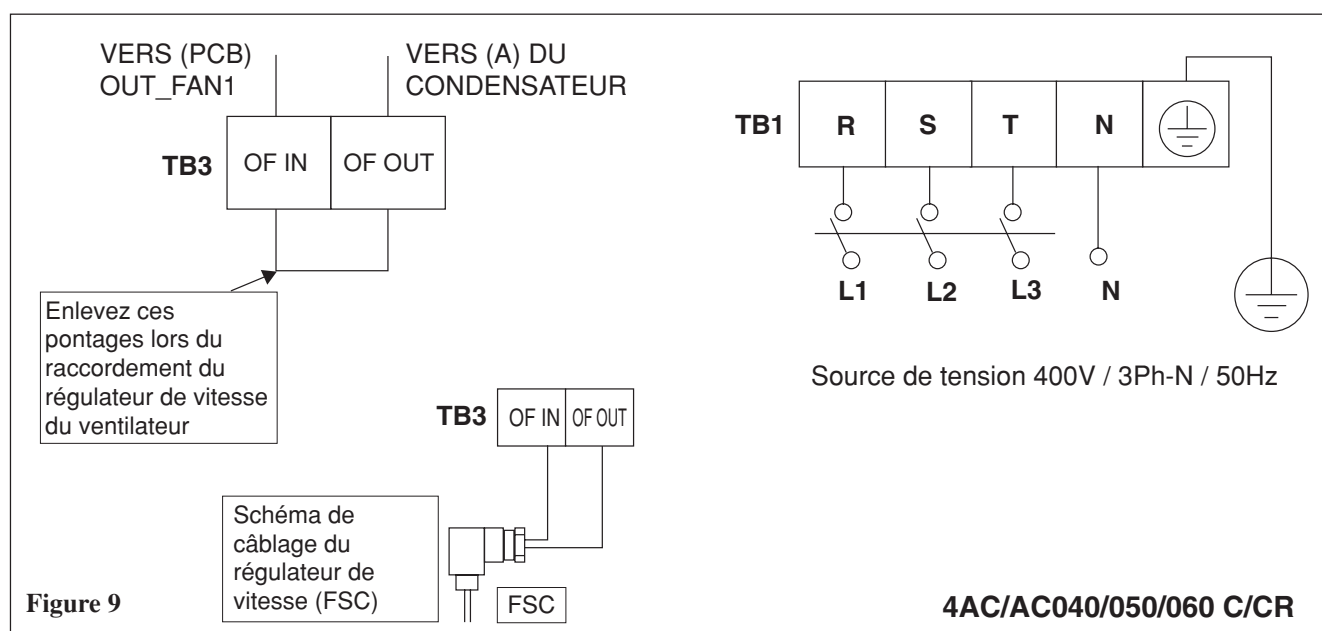 VERS (PCB)
OUT_FAN1
VERS (A) DU
CONDENSATEUR
TB3
OF IN
OF OUT
Enlevez ces
pontages lors du
raccordement du
régulateur de vitesse
du ventilateur
TB3
OF IN
OF OUT
Schéma de
câblage du
régulateur de
vitesse (FSC)
FSC
Figure 9
TB1
R
S
T
N
L1
L2
L3
N
Source de tension 400V / 3Ph-N / 50Hz
4AC/AC040/050/060 C/CR